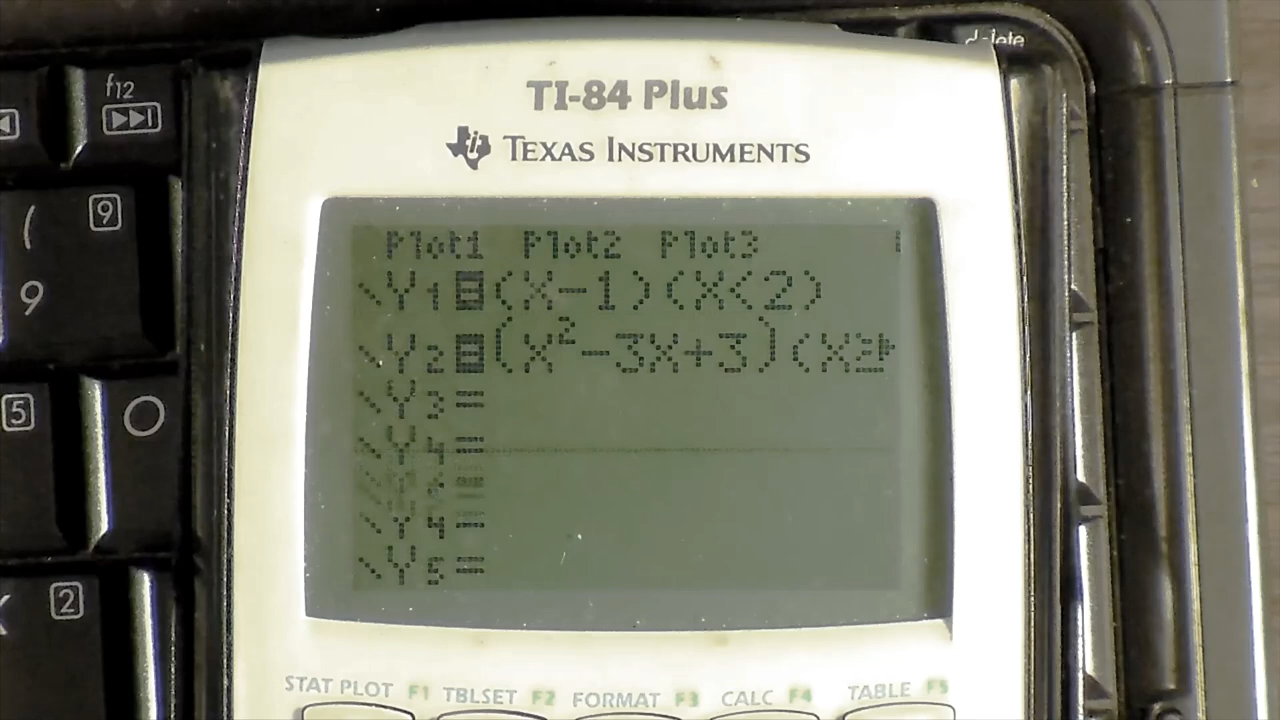 delete
f12
TI-84 Plus
TEXAS INSTRUMENTS
( 9
9
Plot1 Plot2 Plot3
\Y1=(X-1)(X<2)
\Y2=(X²-3X+3)(X≥
\Y3=
\Y4=
\Y4=
\Y5=
5
2
STAT PLOT F1 TBLSET F2 FORMAT F3 CALC F4 TABLE F5